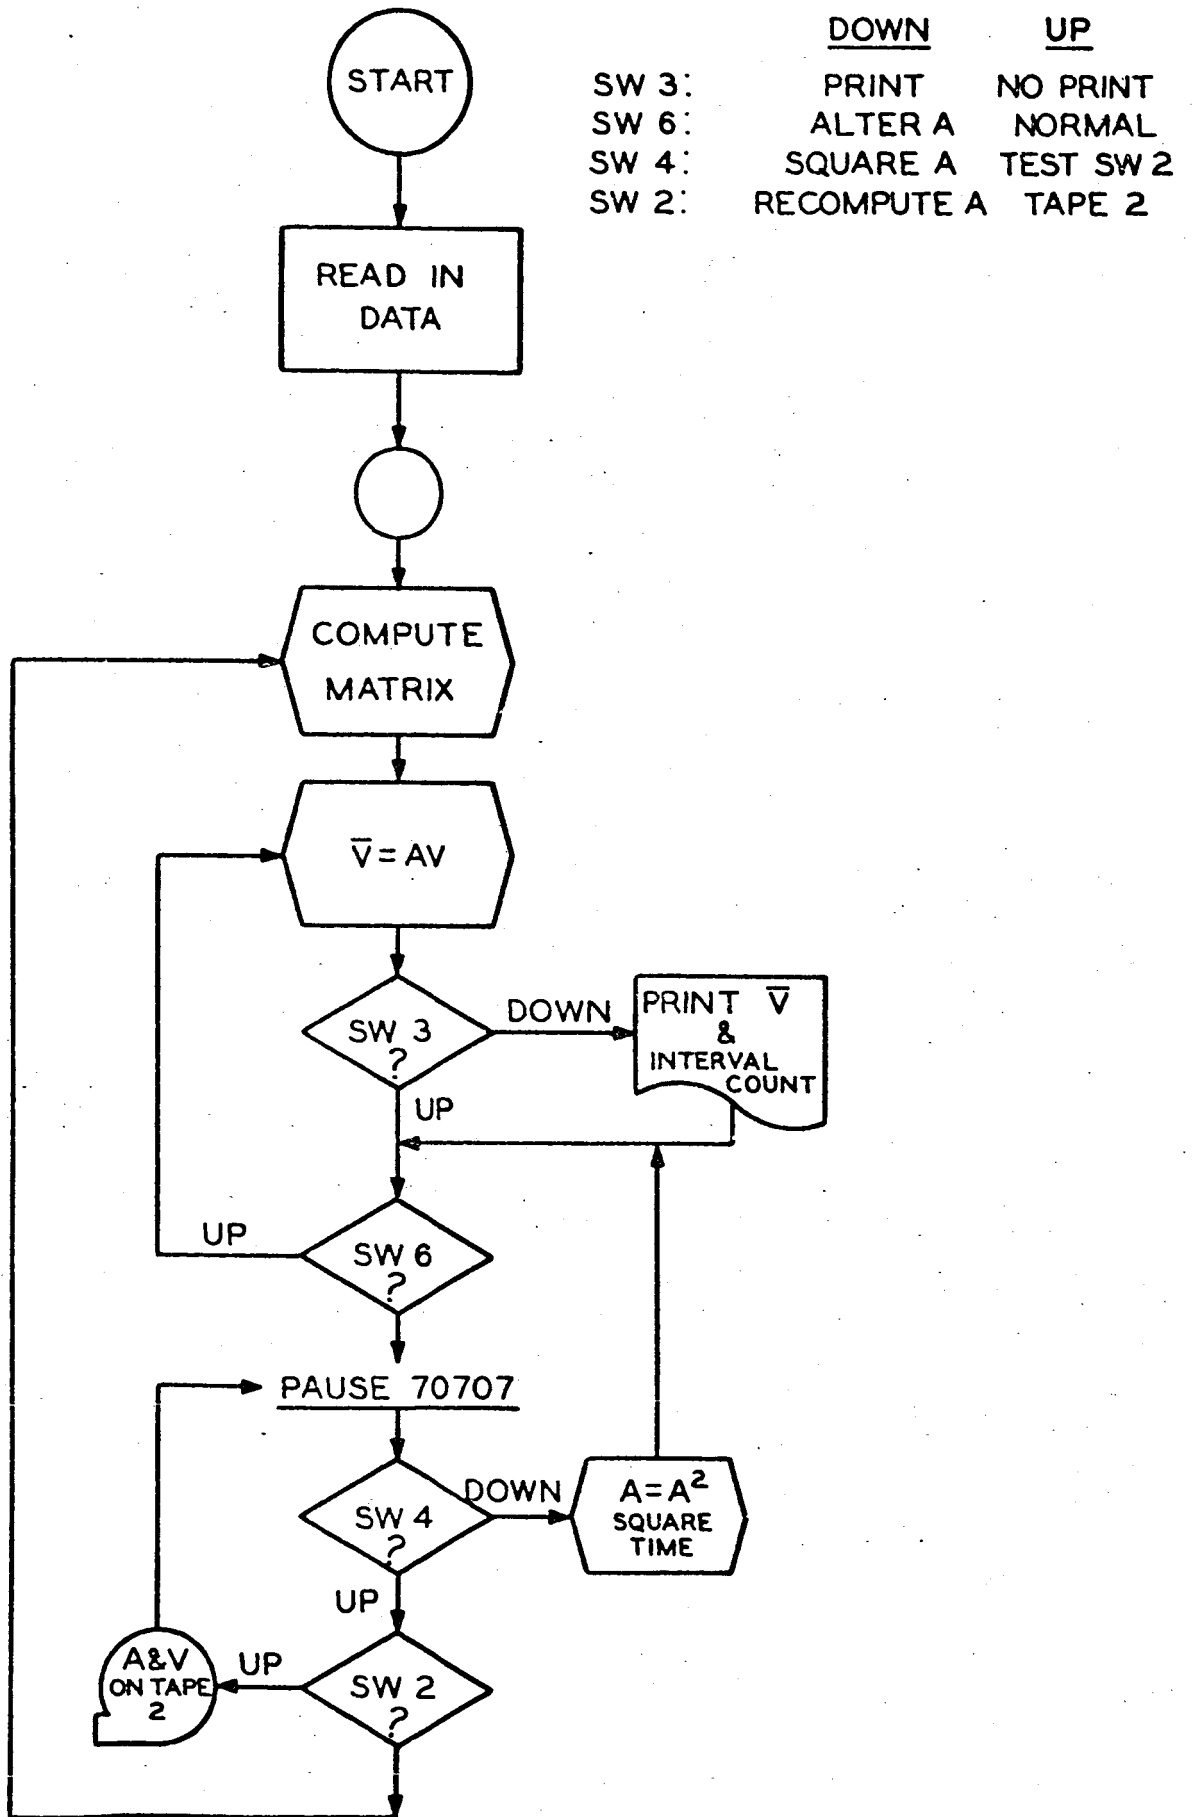 DOWN UP
START
SW 3: PRINT NO PRINT
SW 6: ALTER A NORMAL
SW 4: SQUARE A TEST SW 2
SW 2: RECOMPUTE A TAPE 2
READ IN
DATA
COMPUTE
MATRIX
V̅ = AV
SW 3
?
DOWN
PRINT V̅
&
INTERVAL
COUNT
UP
UP
SW 6
?
PAUSE 70707
SW 4
?
DOWN
A=A²
SQUARE
TIME
UP
A&V
ON TAPE
2
UP
SW 2
?